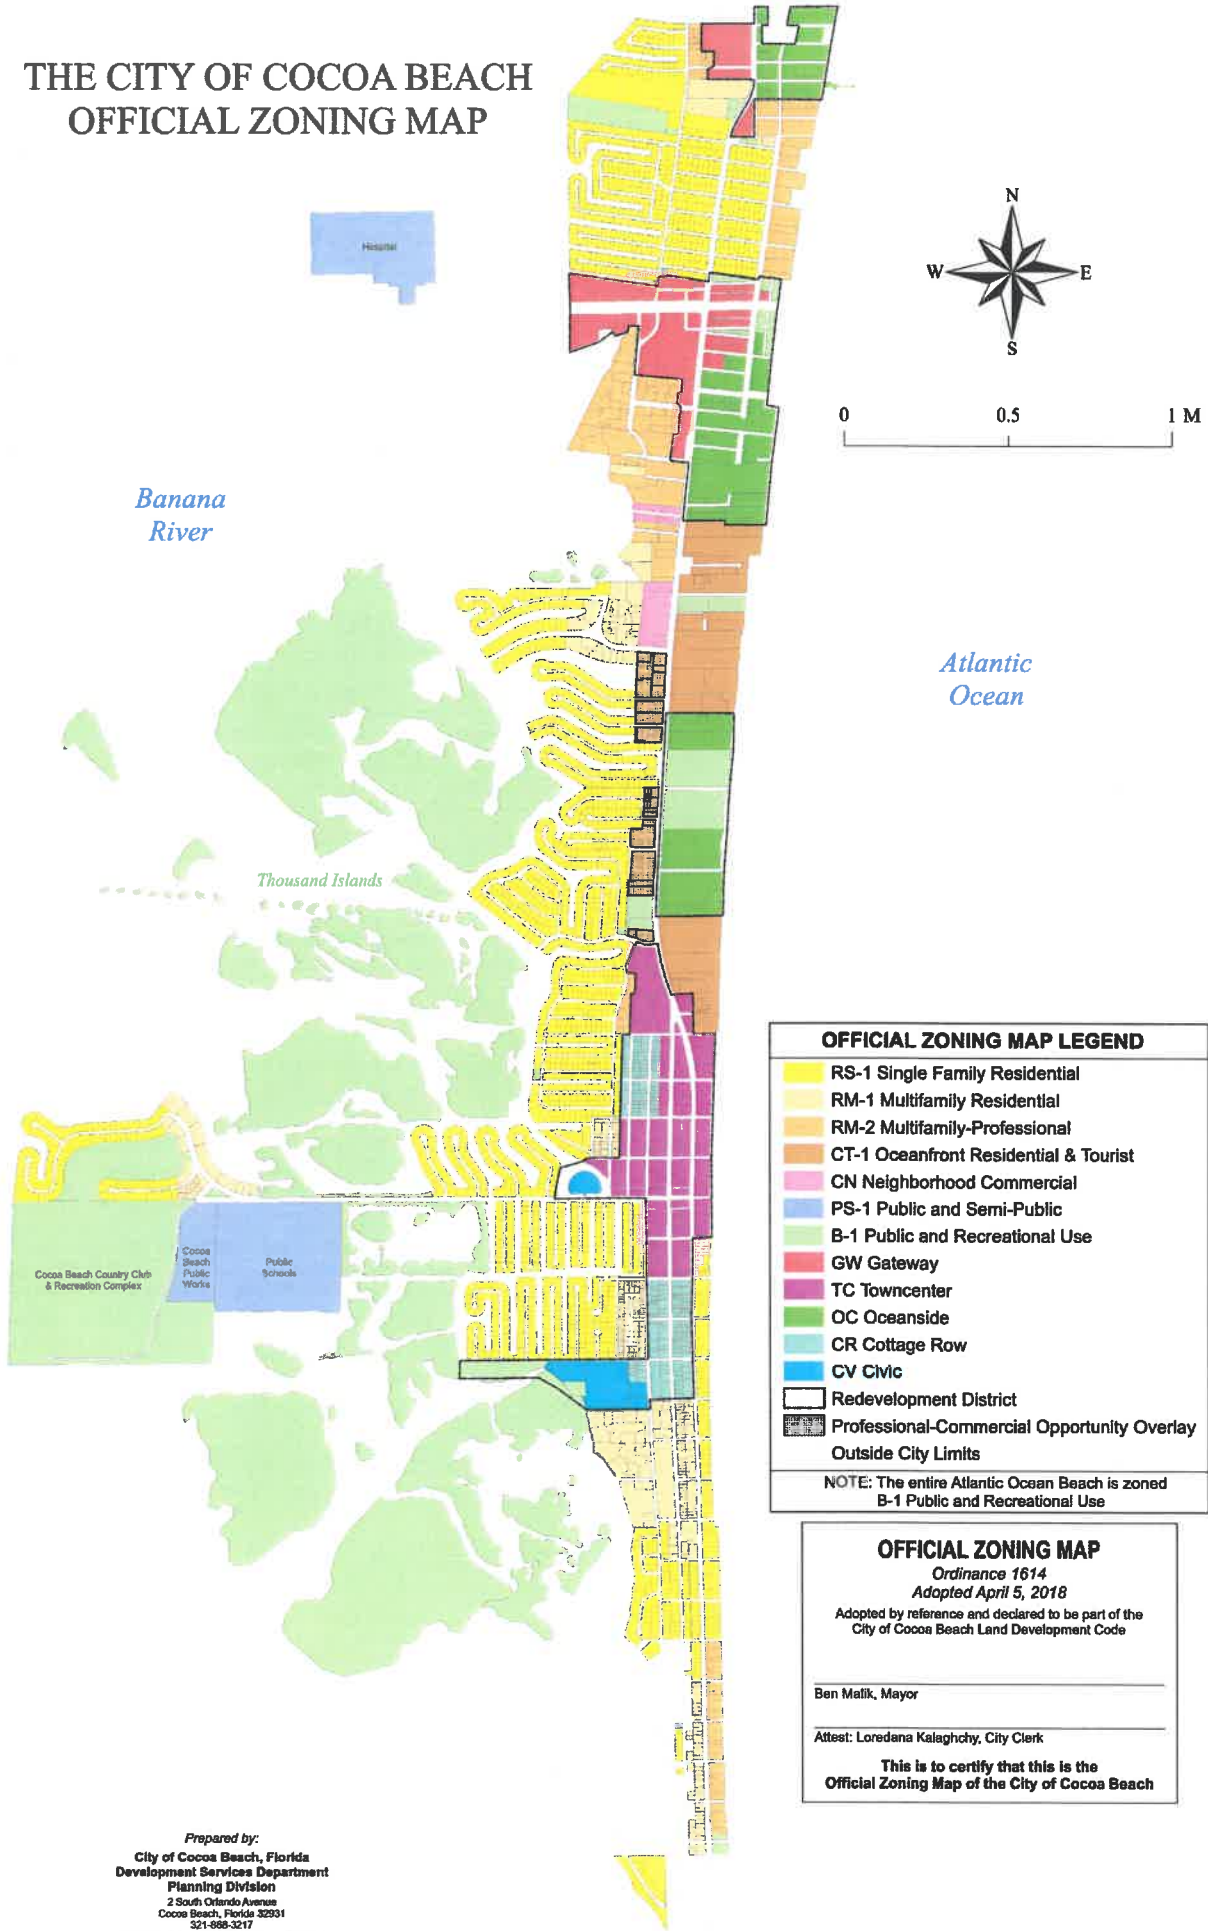 THE CITY OF COCOA BEACH
OFFICIAL ZONING MAP
Hospital
N
W
E
S
0
0.5
1 M
Banana
River
Atlantic
Ocean
Thousand Islands
Cocoa Beach Country Club
& Recreation Complex
Cocoa
Beach
Public
Works
Public
Schools
OFFICIAL ZONING MAP LEGEND
RS-1 Single Family Residential
RM-1 Multifamily Residential
RM-2 Multifamily-Professional
CT-1 Oceanfront Residential & Tourist
CN Neighborhood Commercial
PS-1 Public and Semi-Public
B-1 Public and Recreational Use
GW Gateway
TC Towncenter
OC Oceanside
CR Cottage Row
CV Civic
Redevelopment District
Professional-Commercial Opportunity Overlay
Outside City Limits
NOTE: The entire Atlantic Ocean Beach is zoned
B-1 Public and Recreational Use
OFFICIAL ZONING MAP
Ordinance 1614
Adopted April 5, 2018
Adopted by reference and declared to be part of the
City of Cocoa Beach Land Development Code
Ben Malik, Mayor
Attest: Loredana Kalaghchy, City Clerk
This is to certify that this is the
Official Zoning Map of the City of Cocoa Beach
Prepared by:
City of Cocoa Beach, Florida
Development Services Department
Planning Division
2 South Orlando Avenue
Cocoa Beach, Florida 32931
321-868-3217